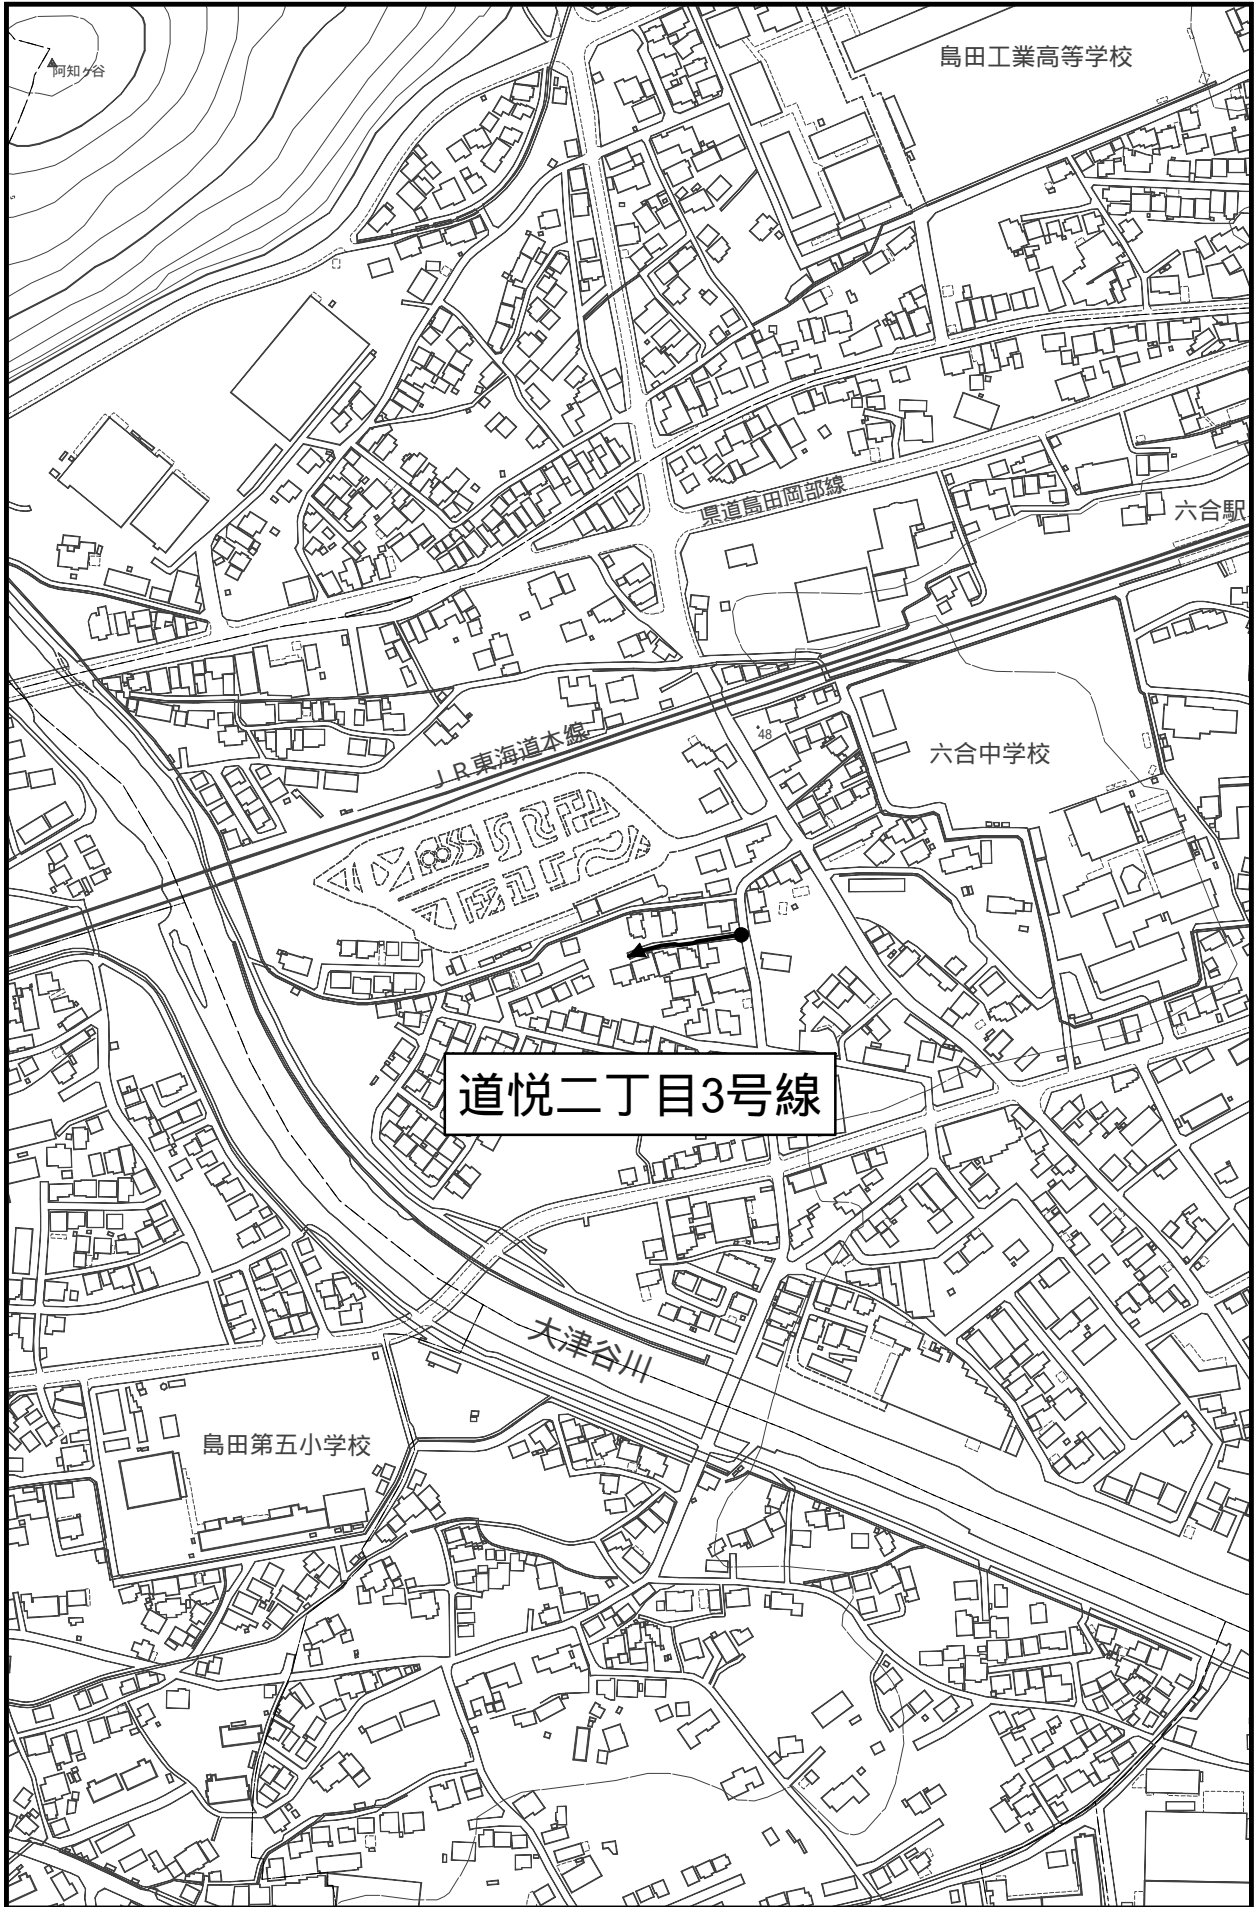 島田工業高等学校
阿知ヶ谷
県道島田岡部線
六合駅
48
JR東海道本線
六合中学校
道悦二丁目3号線
大津谷川
島田第五小学校